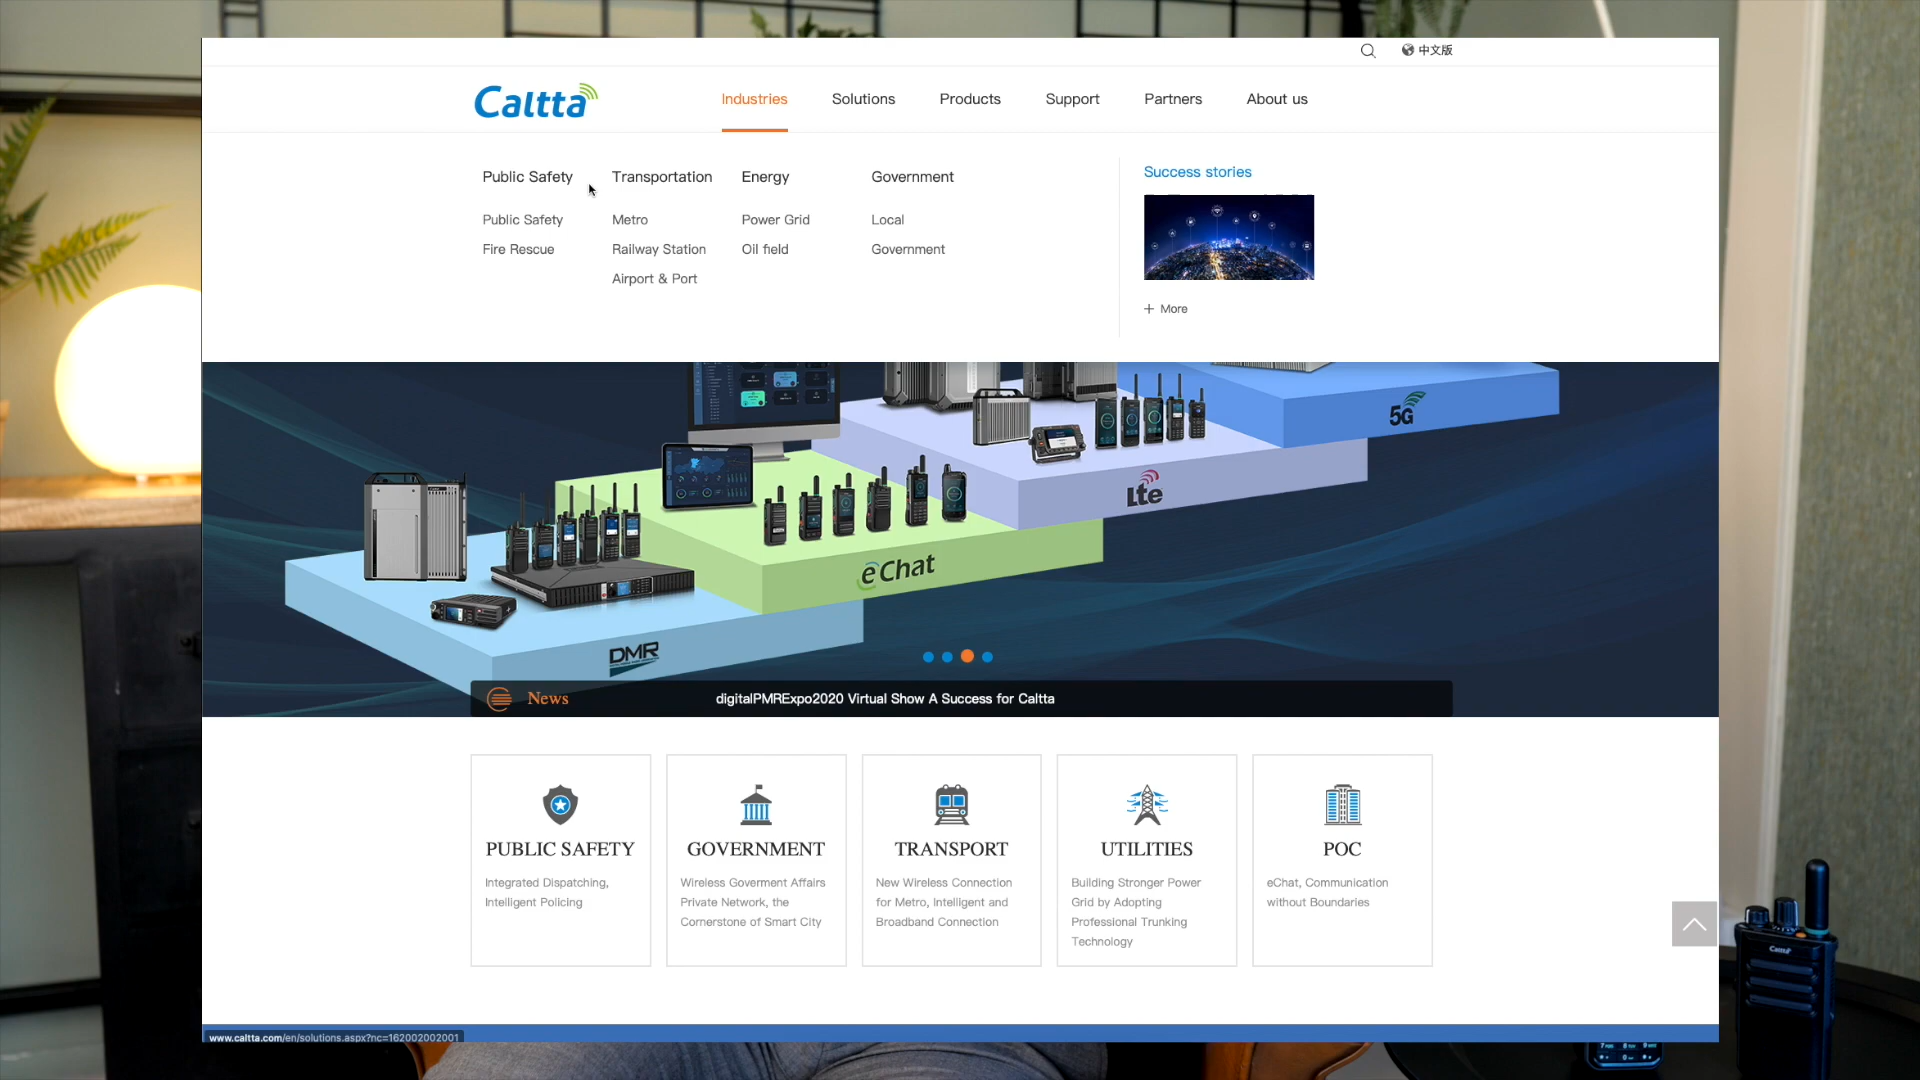 中文版
Caltta
Industries
Solutions
Products
Support
Partners
About us
Public Safety
Public Safety
Fire Rescue
Transportation
Metro
Railway Station
Airport & Port
Energy
Power Grid
Oil field
Government
Local
Government
Success stories
+ More
5G
Lte
eChat
DMR
News
digitalPMRExpo2020 Virtual Show A Success for Caltta
PUBLIC SAFETY
Integrated Dispatching,
Intelligent Policing
GOVERNMENT
Wireless Goverment Affairs
Private Network, the
Cornerstone of Smart City
TRANSPORT
New Wireless Connection
for Metro, Intelligent and
Broadband Connection
UTILITIES
Building Stronger Power
Grid by Adopting
Professional Trunking
Technology
POC
eChat, Communication
without Boundaries
Caltta
www.caltta.com/en/solutions.aspx?nc=162002002001